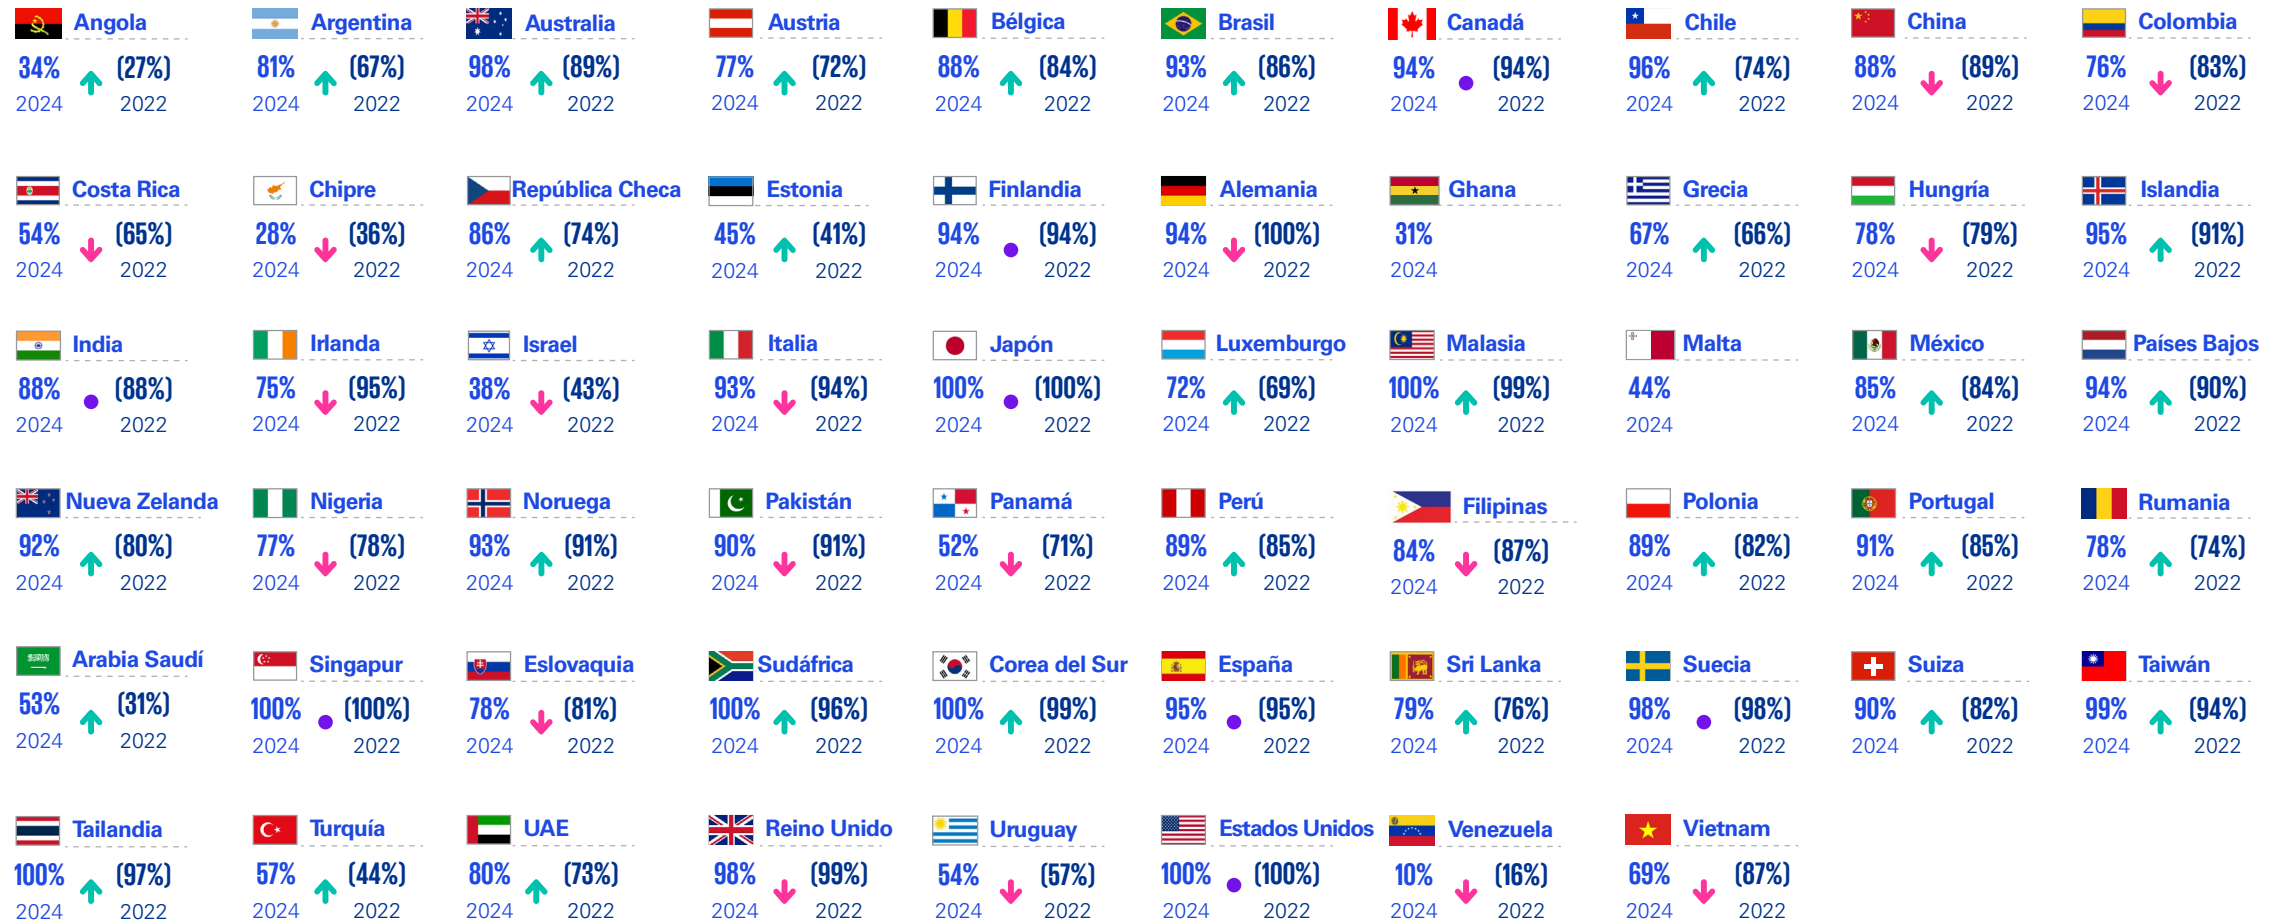 Angola Argentina Australia Austria Bélgica Brasil Canadá Chile China Colombia
34% (27%) 81% (67%) 98% (89%) 77% (72%) 88% (84%) 93% (86%) 94% (94%) 96% (74%) 88% (89%) 76% (83%)
2024 2022 2024 2022 2024 2022 2024 2022 2024 2022 2024 2022 2024 2022 2024 2022 2024 2022 2024 2022
Costa Rica Chipre República Checa Estonia Finlandia Alemania Ghana Grecia Hungría Islandia
54% (65%) 28% (36%) 86% (74%) 45% (41%) 94% (94%) 94% (100%) 31% 67% (66%) 78% (79%) 95% (91%)
2024 2022 2024 2022 2024 2022 2024 2022 2024 2022 2024 2022 2024 2024 2022 2024 2022 2024 2022
India Irlanda Israel Italia Japón Luxemburgo Malasia Malta México Países Bajos
88% (88%) 75% (95%) 38% (43%) 93% (94%) 100% (100%) 72% (69%) 100% (99%) 44% 85% (84%) 94% (90%)
2024 2022 2024 2022 2024 2022 2024 2022 2024 2022 2024 2022 2024 2022 2024 2024 2022 2024 2022
Nueva Zelanda Nigeria Noruega Pakistán Panamá Perú Filipinas Polonia Portugal Rumania
92% (80%) 77% (78%) 93% (91%) 90% (91%) 52% (71%) 89% (85%) 84% (87%) 89% (82%) 91% (85%) 78% (74%)
2024 2022 2024 2022 2024 2022 2024 2022 2024 2022 2024 2022 2024 2022 2024 2022 2024 2022 2024 2022
Arabia Saudí Singapur Eslovaquia Sudáfrica Corea del Sur España Sri Lanka Suecia Suiza Taiwán
53% (31%) 100% (100%) 78% (81%) 100% (96%) 100% (99%) 95% (95%) 79% (76%) 98% (98%) 90% (82%) 99% (94%)
2024 2022 2024 2022 2024 2022 2024 2022 2024 2022 2024 2022 2024 2022 2024 2022 2024 2022 2024 2022
Tailandia Turquía UAE Reino Unido Uruguay Estados Unidos Venezuela Vietnam
100% (97%) 57% (44%) 80% (73%) 98% (99%) 54% (57%) 100% (100%) 10% (16%) 69% (87%)
2024 2022 2024 2022 2024 2022 2024 2022 2024 2022 2024 2022 2024 2022 2024 2022